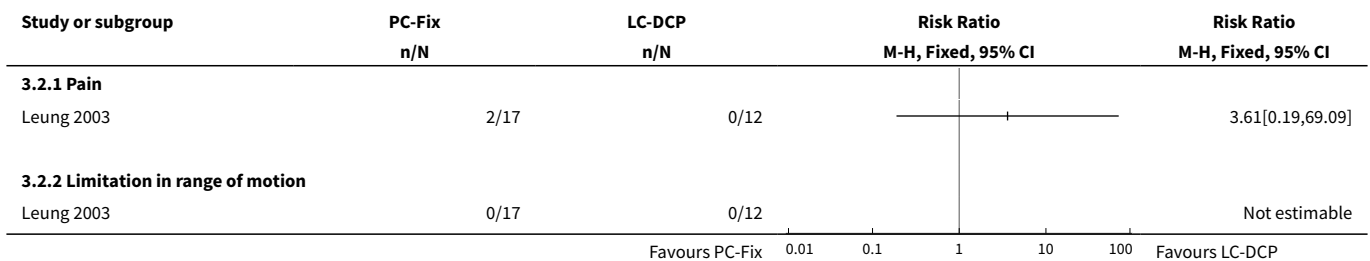 Study or subgroup PC-Fix LC-DCP Risk Ratio Risk Ratio
n/N n/N M-H, Fixed, 95% CI M-H, Fixed, 95% CI
3.2.1 Pain
Leung 2003 2/17 0/12 3.61[0.19,69.09]
3.2.2 Limitation in range of motion
Leung 2003 0/17 0/12 Not estimable
Favours PC-Fix 0.01 0.1 1 10 100 Favours LC-DCP